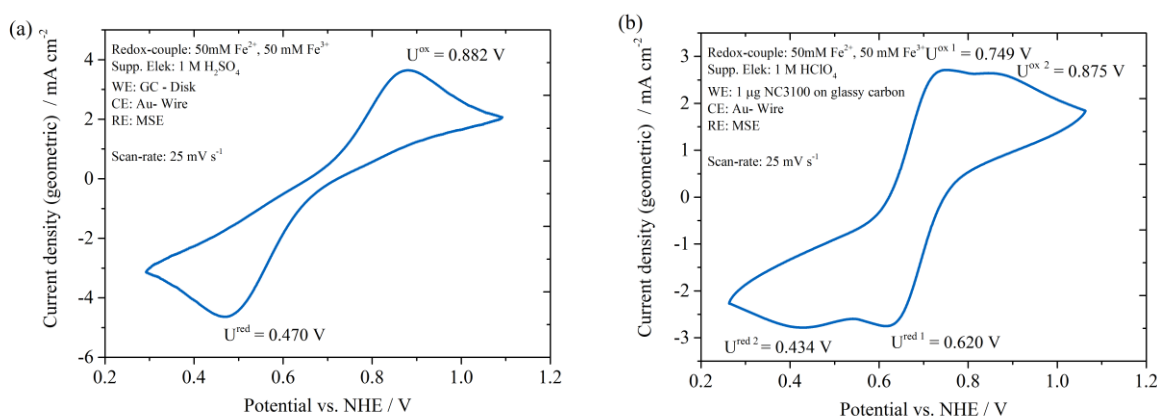 (a)
Redox-couple: 50mM Fe²⁺, 50 mM Fe³⁺
Supp. Elek: 1 M H₂SO₄
WE: GC - Disk
CE: Au- Wire
RE: MSE
Scan-rate: 25 mV s⁻¹
Uᵒˣ = 0.882 V
Uʳᵉᵈ = 0.470 V
Current density (geometric) / mA cm⁻²
4
2
0
-2
-4
-6
0.2
0.4
0.6
0.8
1.0
1.2
Potential vs. NHE / V
(b)
Redox-couple: 50mM Fe²⁺, 50 mM Fe³⁺
Supp. Elek: 1 M HClO₄
WE: 1 μg NC3100 on glassy carbon
CE: Au- Wire
RE: MSE
Scan-rate: 25 mV s⁻¹
Uᵒˣ ¹ = 0.749 V
Uᵒˣ ² = 0.875 V
Uʳᵉᵈ ² = 0.434 V
Uʳᵉᵈ ¹ = 0.620 V
Current density (geometric) / mA cm⁻²
3
2
1
0
-1
-2
-3
0.2
0.4
0.6
0.8
1.0
1.2
Potential vs. NHE / V